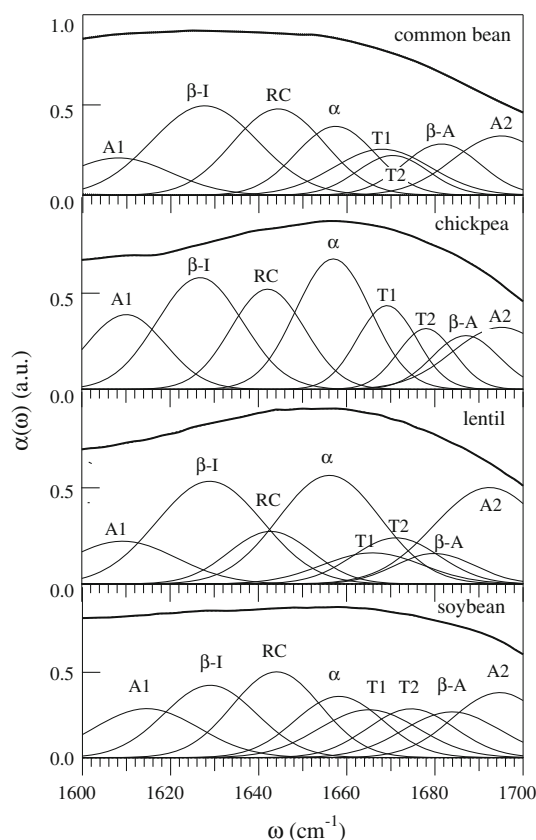 1.0
common bean
β-I
RC
α
0.5
A1
T1
β-A
A2
T2
0.0
chickpea
α
β-I
RC
0.5
A1
T1
T2
β-A
A2
0.0
lentil
β-I
α
0.5
RC
A2
A1
T1
T2
β-A
0.0
soybean
RC
β-I
0.5
A1
α
T1
T2
β-A
A2
0.0
1600
1620
1640
1660
1680
1700
ω (cm⁻¹)
α(ω) (a.u.)